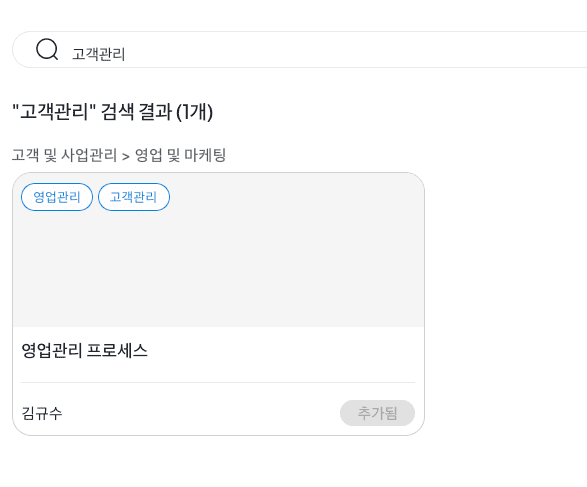 고객관리
"고객관리" 검색 결과 (1개)
고객 및 사업관리 > 영업 및 마케팅
영업관리 고객관리
영업관리 프로세스
김규수 추가됨